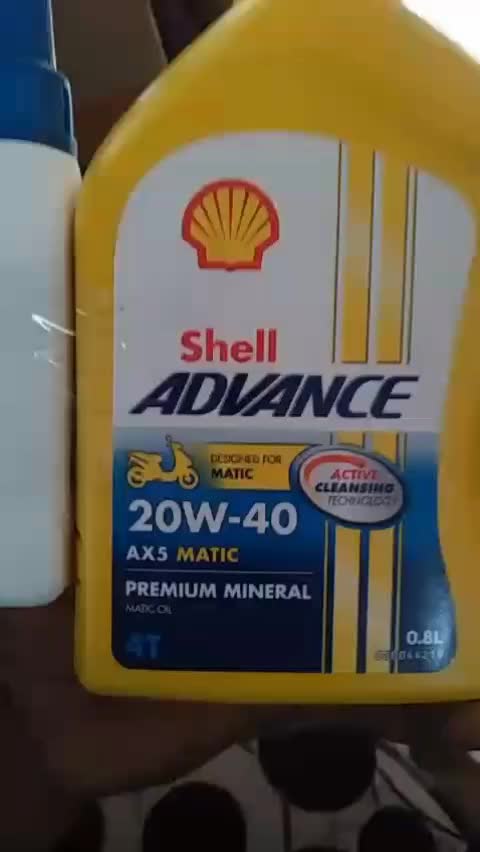 Shell
ADVANCE
DESIGNED FOR
MATIC
ACTIVE
CLEANSING
TECHNOLOGY
20W-40
AX5 MATIC
PREMIUM MINERAL
MATIC OIL
4T
0.8L